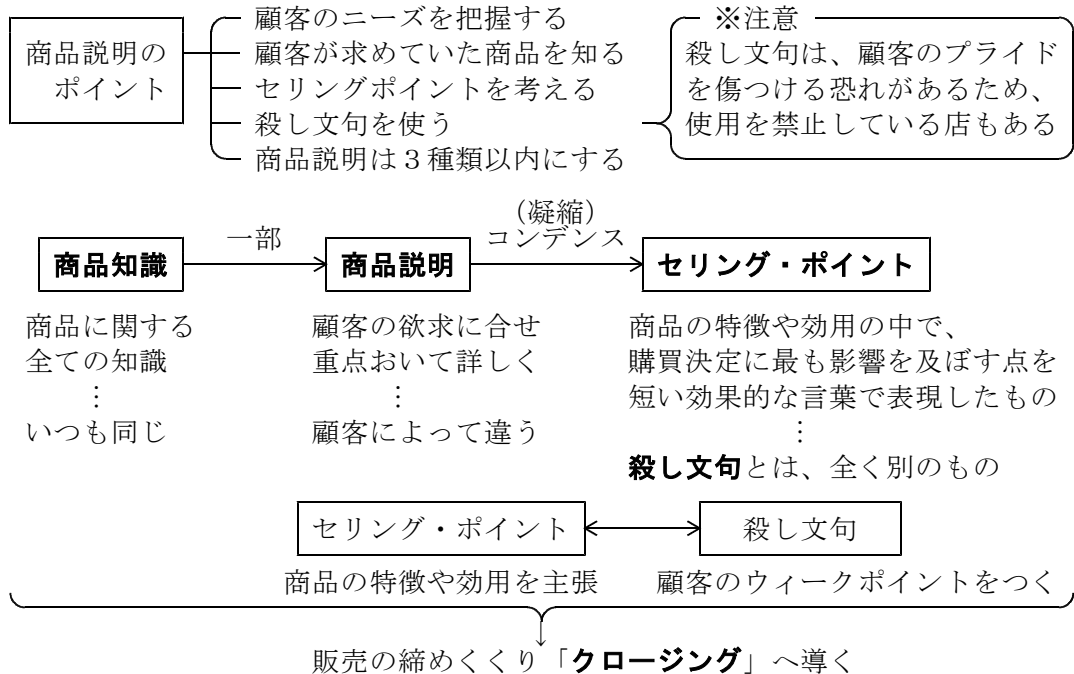 商品説明の
ポイント
顧客のニーズを把握する
顧客が求めていた商品を知る
セリングポイントを考える
殺し文句を使う
商品説明は３種類以内にする
※注意
殺し文句は、顧客のプライド
を傷つける恐れがあるため、
使用を禁止している店もある
商品知識
一部
商品説明
（凝縮）
コンデンス
セリング・ポイント
商品に関する
全ての知識
…
いつも同じ
顧客の欲求に合せ
重点おいて詳しく
…
顧客によって違う
商品の特徴や効用の中で、
購買決定に最も影響を及ぼす点を
短い効果的な言葉で表現したもの
…
殺し文句とは、全く別のもの
セリング・ポイント
殺し文句
商品の特徴や効用を主張
顧客のウィークポイントをつく
販売の締めくくり「クロージング」へ導く